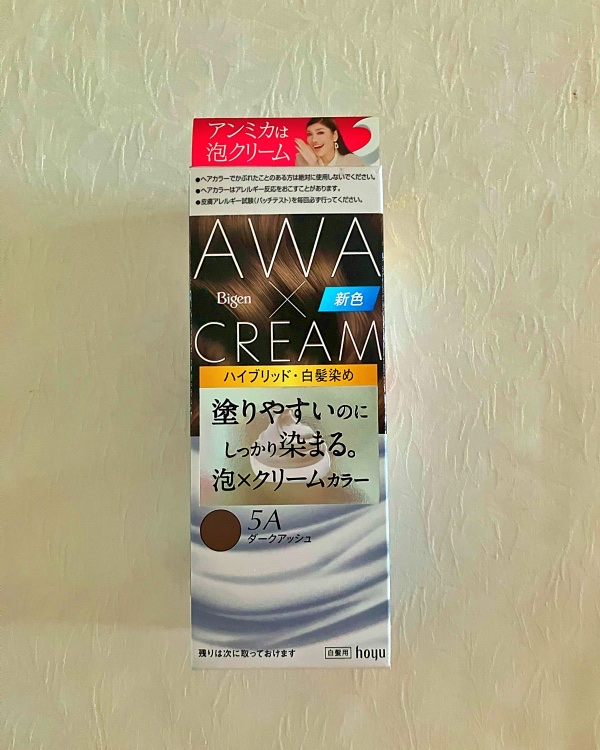 アンミカは
泡クリーム
●ヘアカラーでかぶれたことのある方は絶対に使用しないでください。
●ヘアカラーはアレルギー反応をおこすことがあります。
●皮膚アレルギー試験(パッチテスト)を毎回必ず行ってください。
AWA
Bigen × 新色
CREAM
ハイブリッド・白髪染め
塗りやすいのに
しっかり染まる。
泡×クリームカラー
5A
ダークアッシュ
残りは次に取っておけます 白髪用 hoyu